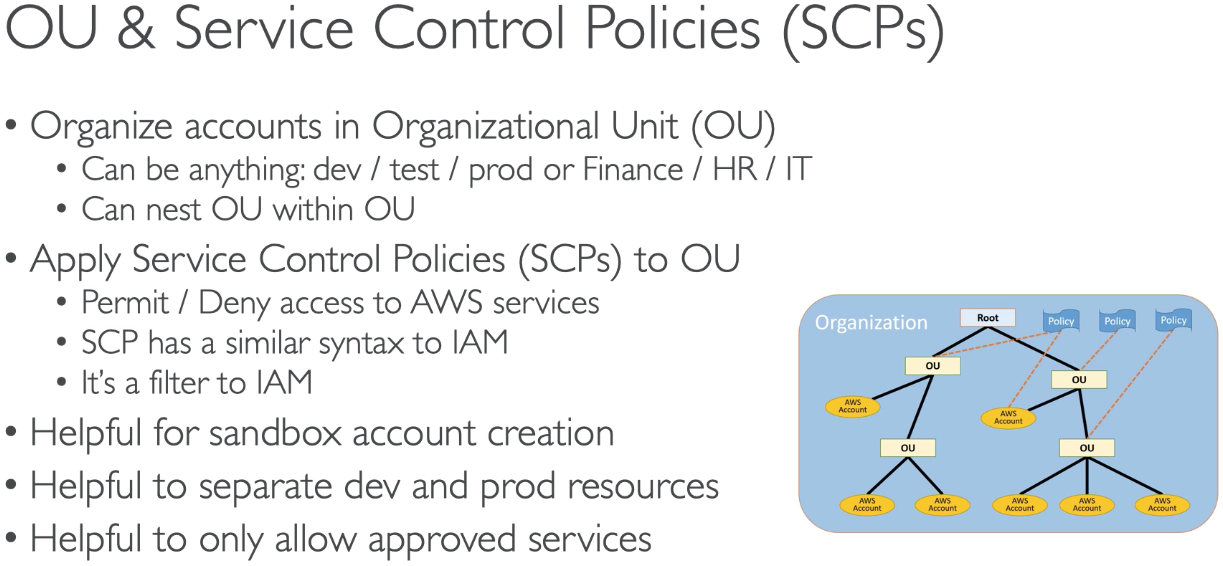 OU & Service Control Policies (SCPs)
• Organize accounts in Organizational Unit (OU)
• Can be anything: dev / test / prod or Finance / HR / IT
• Can nest OU within OU
• Apply Service Control Policies (SCPs) to OU
• Permit / Deny access to AWS services
• SCP has a similar syntax to IAM
• It's a filter to IAM
• Helpful for sandbox account creation
• Helpful to separate dev and prod resources
• Helpful to only allow approved services
Organization
Root
Policy
Policy
Policy
OU
OU
AWS
Account
AWS
Account
OU
OU
AWS
Account
AWS
Account
AWS
Account
AWS
Account
AWS
Account